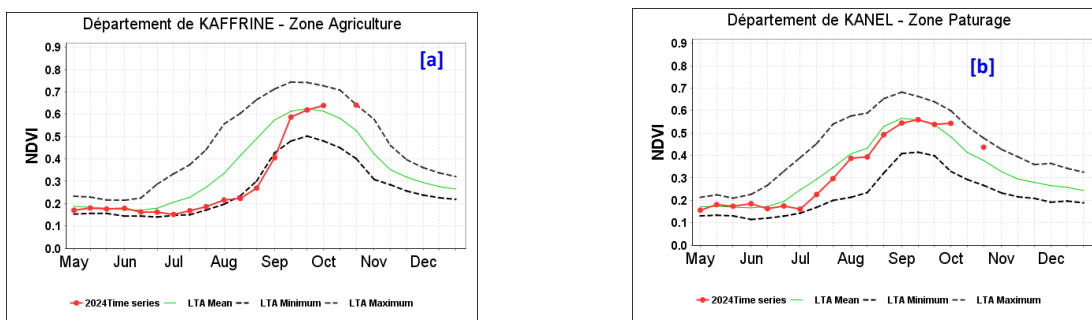 Département de KAFFRINE - Zone Agriculture
[a]
NDVI
0.9
0.8
0.7
0.6
0.5
0.4
0.3
0.2
0.1
0.0
May Jun Jul Aug Sep Oct Nov Dec
2024Time series LTA Mean LTA Minimum LTA Maximum
Département de KANEL - Zone Paturage
[b]
NDVI
0.9
0.8
0.7
0.6
0.5
0.4
0.3
0.2
0.1
0.0
May Jun Jul Aug Sep Oct Nov Dec
2024Time series LTA Mean LTA Minimum LTA Maximum